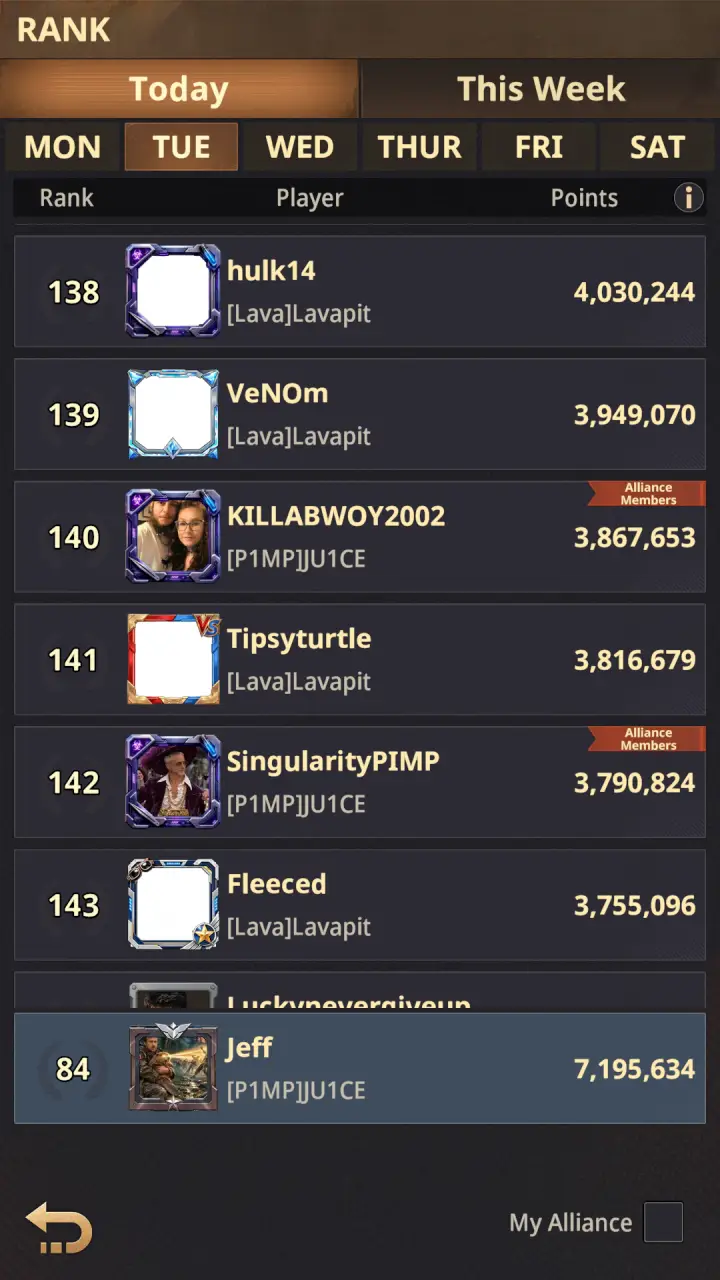 RANK
Today This Week
MON TUE WED THUR FRI SAT
Rank Player Points i
138 hulk14 4,030,244
[Lava]Lavapit
139 VeNOm 3,949,070
[Lava]Lavapit
Alliance
Members
140 KILLABWOY2002 3,867,653
[P1MP]JU1CE
VS
141 Tipsyturtle 3,816,679
[Lava]Lavapit
Alliance
Members
142 SingularityPIMP 3,790,824
[P1MP]JU1CE
143 Fleeced 3,755,096
[Lava]Lavapit
Luckynevergiveup
84 Jeff 7,195,634
[P1MP]JU1CE
My Alliance